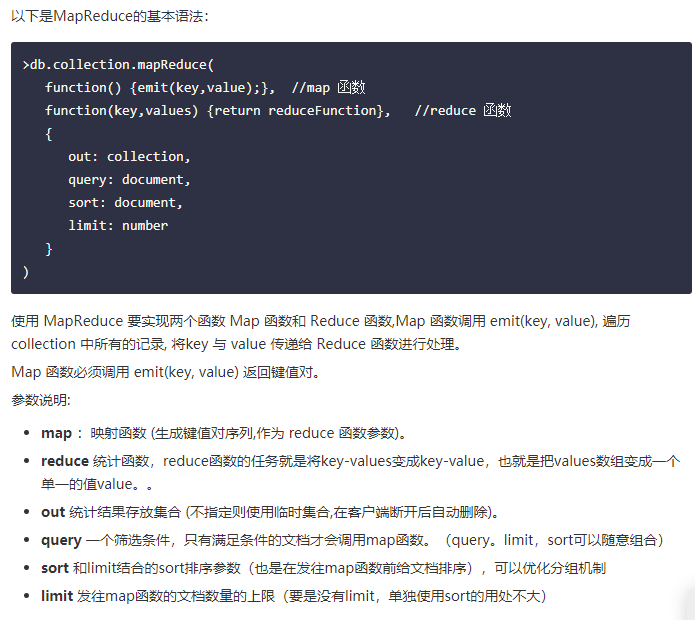 以下是MapReduce的基本语法：
>db.collection.mapReduce(
function() {emit(key,value);},  //map 函数
function(key,values) {return reduceFunction},   //reduce 函数
{
out: collection,
query: document,
sort: document,
limit: number
}
)
使用 MapReduce 要实现两个函数 Map 函数和 Reduce 函数,Map 函数调用 emit(key, value), 遍历
collection 中所有的记录, 将key 与 value 传递给 Reduce 函数进行处理。
Map 函数必须调用 emit(key, value) 返回键值对。
参数说明:
• map ：映射函数 (生成键值对序列,作为 reduce 函数参数)。
• reduce 统计函数，reduce函数的任务就是将key-values变成key-value，也就是把values数组变成一个
单一的值value。。
• out 统计结果存放集合 (不指定则使用临时集合,在客户端断开后自动删除)。
• query 一个筛选条件，只有满足条件的文档才会调用map函数。（query。limit，sort可以随意组合）
• sort 和limit结合的sort排序参数（也是在发往map函数前给文档排序），可以优化分组机制
• limit 发往map函数的文档数量的上限（要是没有limit，单独使用sort的用处不大）